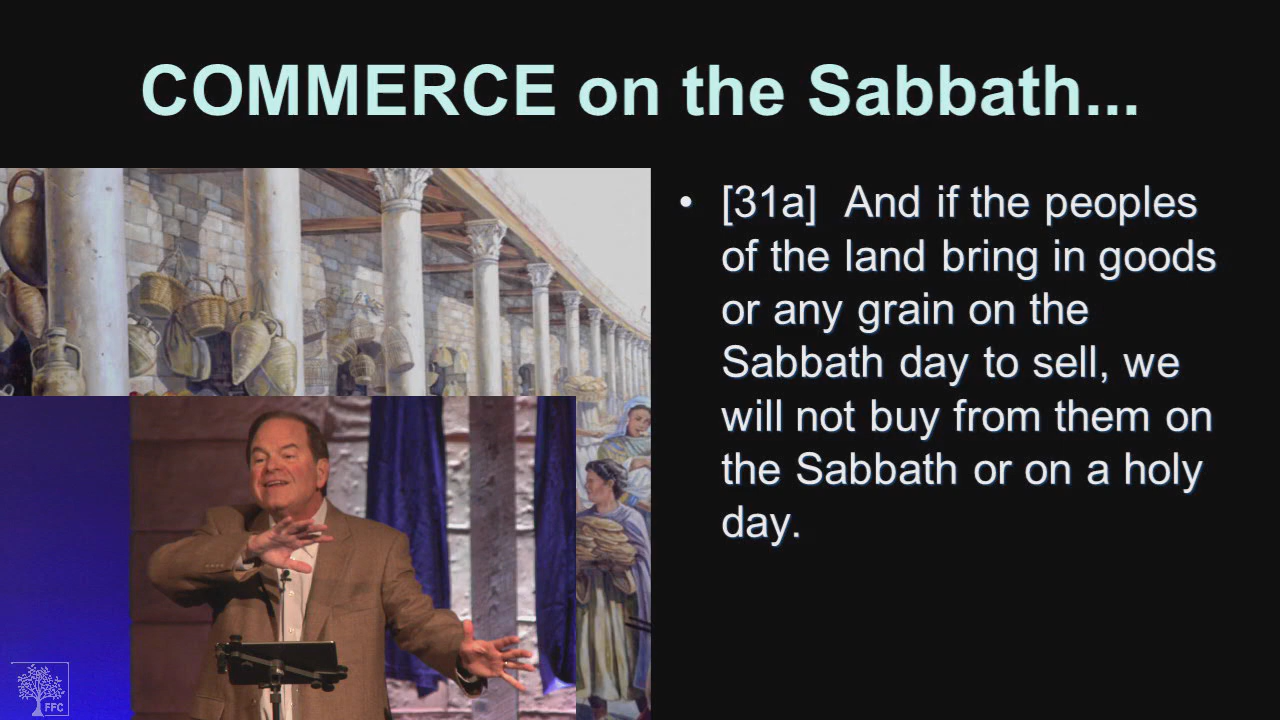 COMMERCE on the Sabbath...
• [31a] And if the peoples
of the land bring in goods
or any grain on the
Sabbath day to sell, we
will not buy from them on
the Sabbath or on a holy
day.
FFC